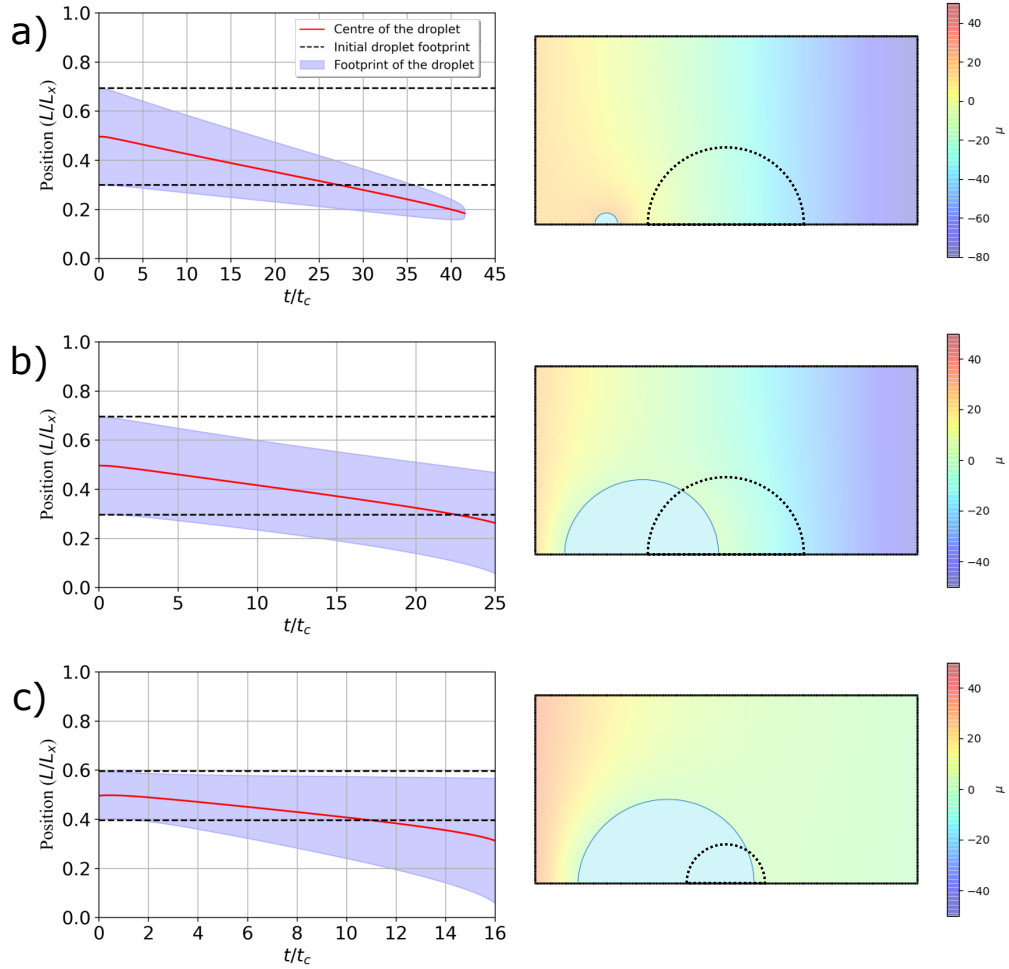 a)
1.0
0.8
0.6
0.4
0.2
0.0
Position (L/Lₓ)
Centre of the droplet
Initial droplet footprint
Footprint of the droplet
0 5 10 15 20 25 30 35 40 45
t/t_c
40
20
0
−20
−40
−60
−80
μ
b)
1.0
0.8
0.6
0.4
0.2
0.0
Position (L/Lₓ)
0 5 10 15 20 25
t/t_c
40
20
0
−20
−40
μ
c)
1.0
0.8
0.6
0.4
0.2
0.0
Position (L/Lₓ)
0 2 4 6 8 10 12 14 16
t/t_c
40
20
0
−20
−40
μ